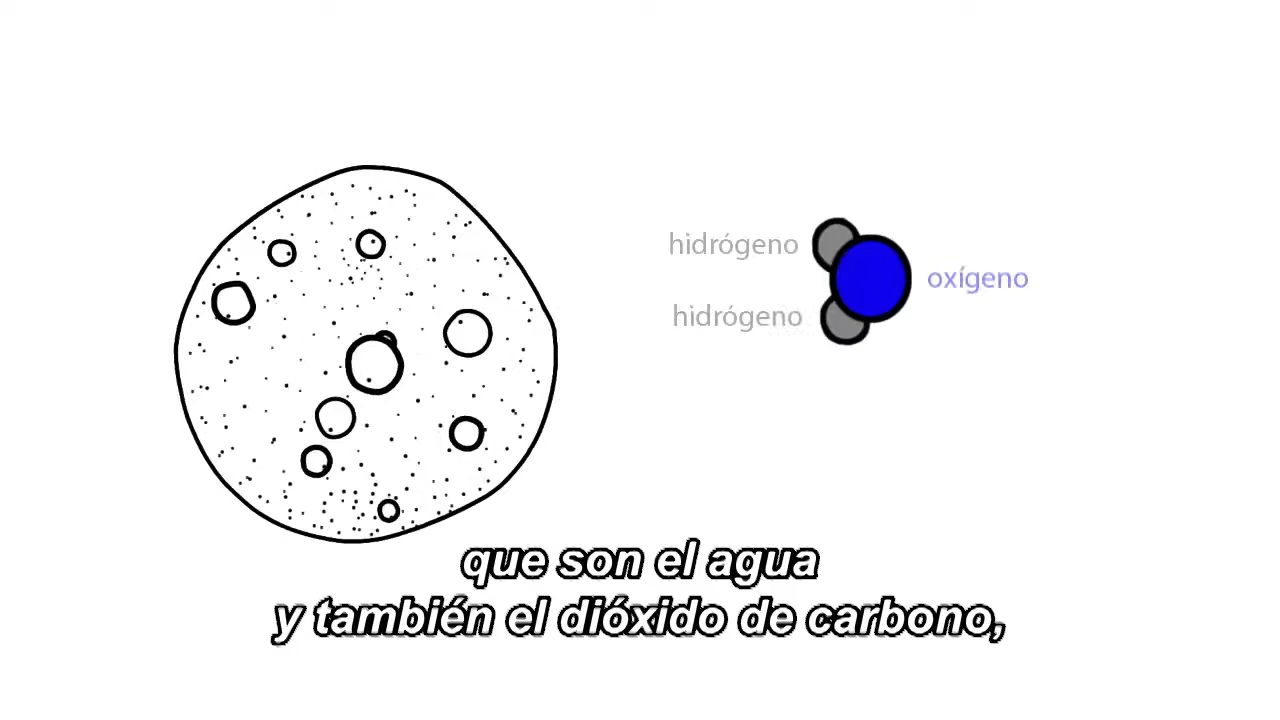 hidrógeno
oxígeno
hidrógeno
que son el agua
y también el dióxido de carbono,